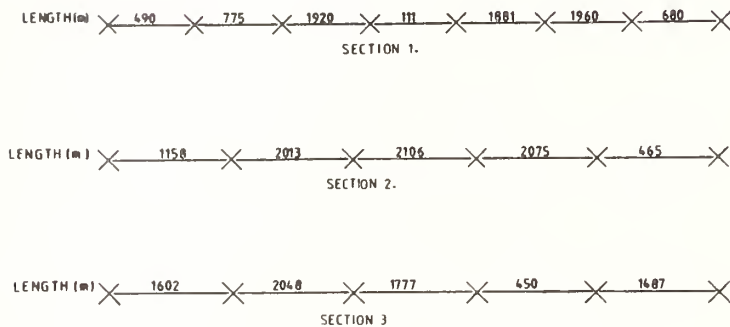 LENGTH(m) 490 775 1920 111 1881 1960 680
SECTION 1.
LENGTH(m) 1158 2013 2106 2075 465
SECTION 2.
LENGTH(m) 1602 2048 1777 450 1487
SECTION 3